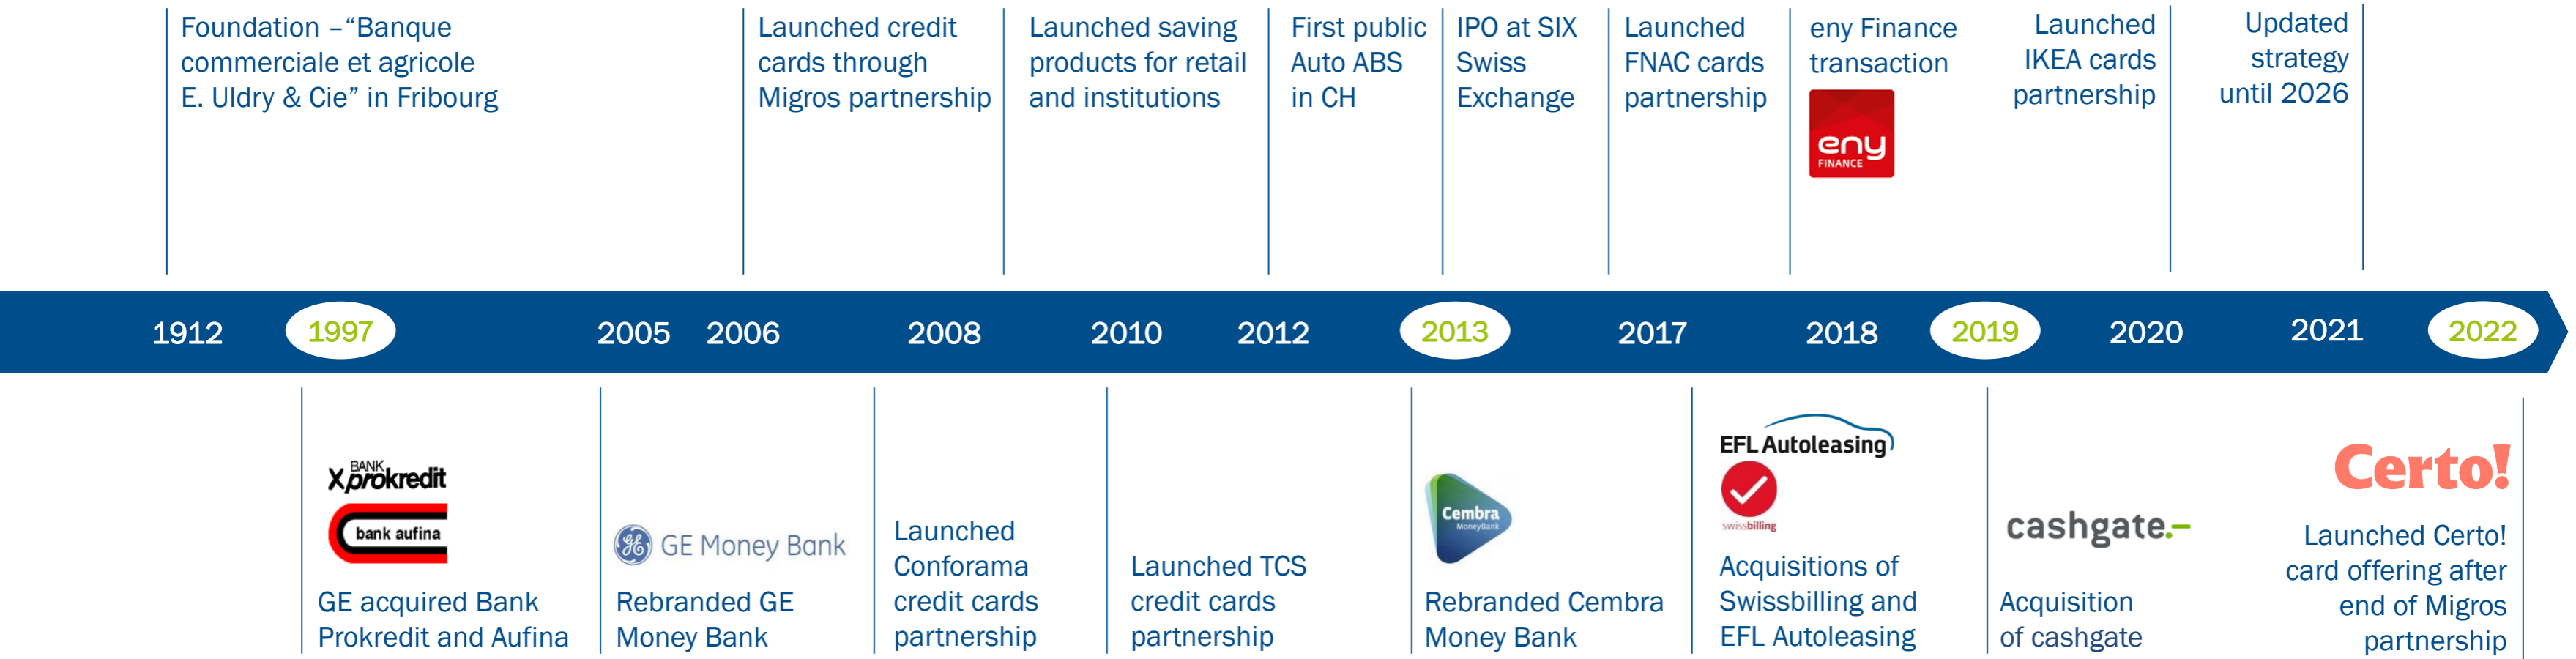 Foundation –“Banque
commerciale et agricole
E. Uldry & Cie” in Fribourg
Launched credit
cards through
Migros partnership
Launched saving
products for retail
and institutions
First public
Auto ABS
in CH
IPO at SIX
Swiss
Exchange
Launched
FNAC cards
partnership
eny Finance
transaction
eny
FINANCE
Launched
IKEA cards
partnership
Updated
strategy
until 2026
1912 1997 2005 2006 2008 2010 2012 2013 2017 2018 2019 2020 2021 2022
BANK
Xprokredit
bank aufina
GE acquired Bank
Prokredit and Aufina
GE GE Money Bank
Rebranded GE
Money Bank
Launched
Conforama
credit cards
partnership
Launched TCS
credit cards
partnership
Cembra
MoneyBank
Rebranded Cembra
Money Bank
EFL Autoleasing
swissbilling
Acquisitions of
Swissbilling and
EFL Autoleasing
cashgate.–
Acquisition
of cashgate
Certo!
Launched Certo!
card offering after
end of Migros
partnership